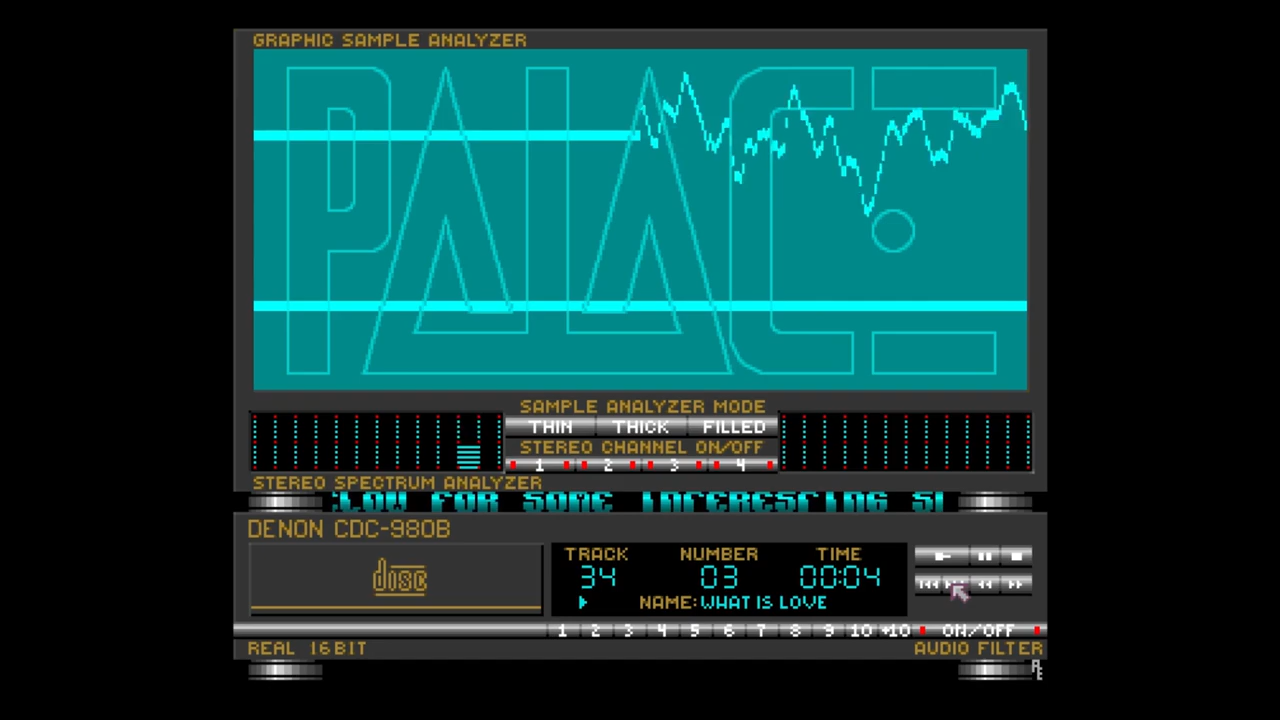 GRAPHIC SAMPLE ANALYZER
PALACE
SAMPLE ANALYZER MODE
THIN THICK FILLED
STEREO CHANNEL ON/OFF
1 2 3 4
STEREO SPECTRUM ANALYZER
FOR SOME INTERESTING
DENON CDC-980B
disc
TRACK NUMBER TIME
34 03 00:04
NAME:WHAT IS LOVE
1 2 3 4 5 6 7 8 9 10 +10 ON/OFF
REAL 16BIT
AUDIO FILTER